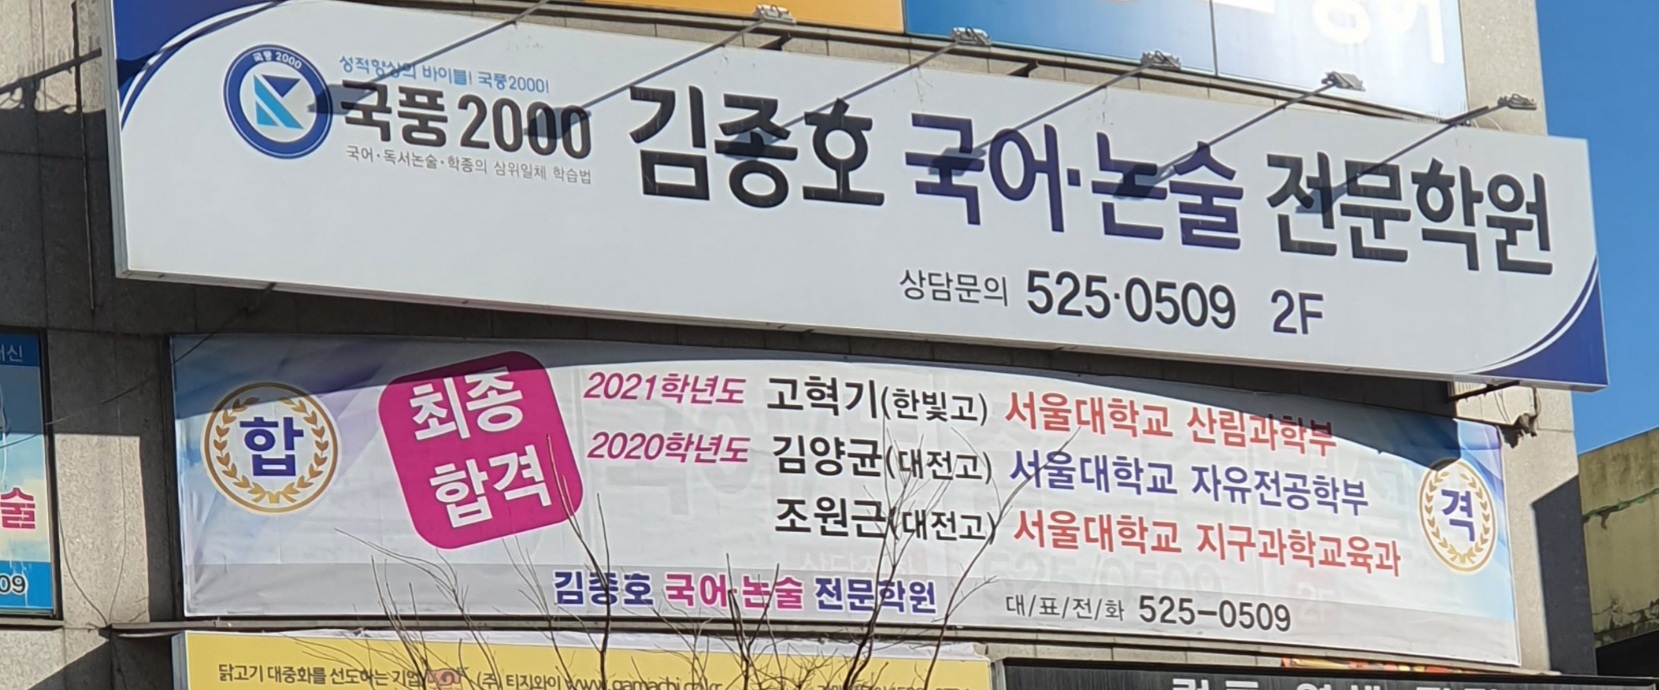 국풍 2000
성적향상의 바이블! 국풍2000!
국풍2000
국어·독서논술·학종의 삼위일체 학습법
김종호 국어·논술 전문학원
상담문의 525·0509 2F
합
최종
합격
2021학년도 고혁기(한빛고) 서울대학교 산림과학부
2020학년도 김양균(대전고) 서울대학교 자유전공학부
조원근(대전고) 서울대학교 지구과학교육과
격
김종호 국어·논술 전문학원 대/표/전/화 525-0509
술
09
닭고기 대중화를 선도하는 기업 (주) 티지와이